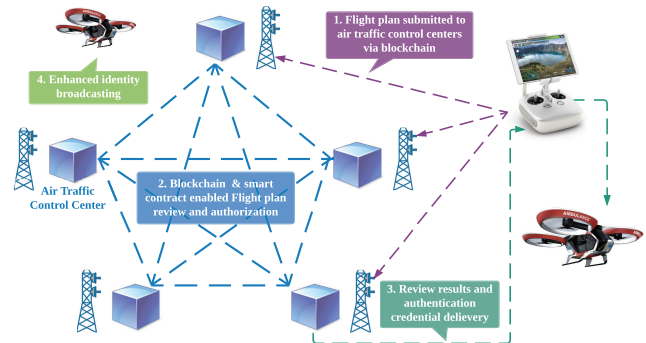 1. Flight plan submitted to
air traffic control centers
via blockchain
4. Enhanced identity
broadcasting
Air Traffic
Control Center
2. Blockchain & smart
contract enabled Flight plan
review and authorization
AMBULANCE
3. Review results and
authentication
credential delievery